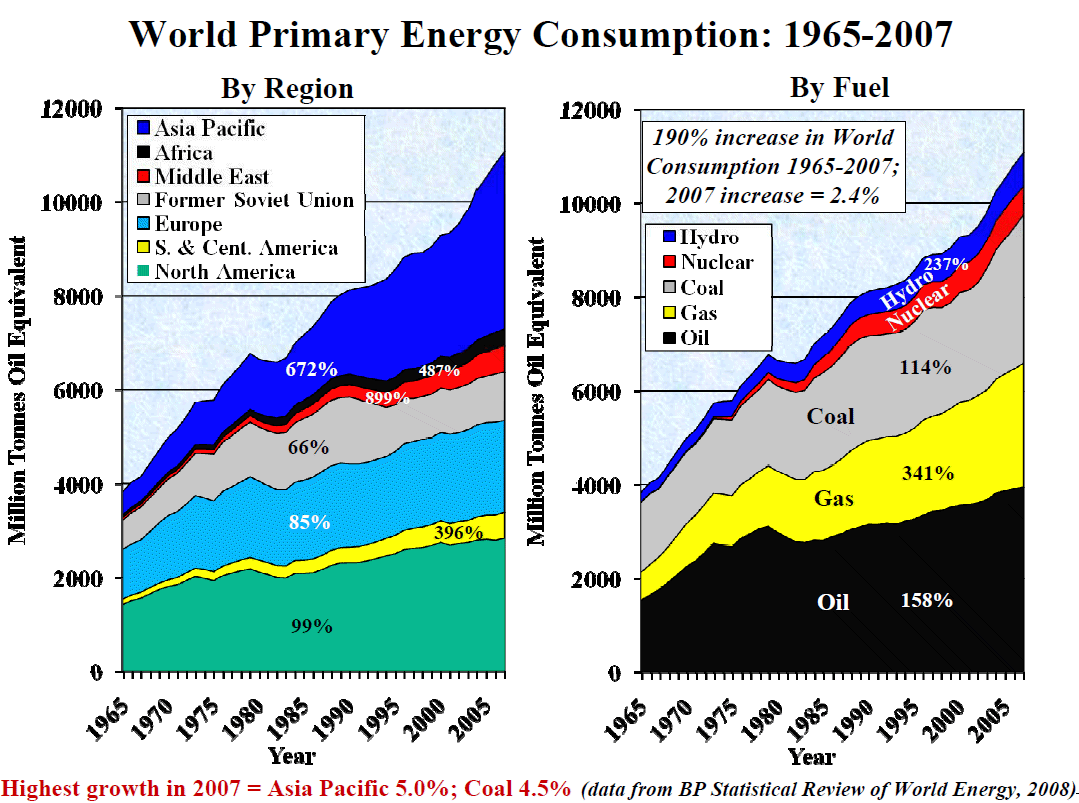 World Primary Energy Consumption: 1965-2007
By Region
12000
10000
8000
6000
4000
2000
0
Million Tonnes Oil Equivalent
Asia Pacific
Africa
Middle East
Former Soviet Union
Europe
S. & Cent. America
North America
672%
487%
899%
66%
85%
396%
99%
1965
1970
1975
1980
1985
1990
1995
2000
2005
Year
By Fuel
12000
10000
8000
6000
4000
2000
0
Million Tonnes Oil Equivalent
190% increase in World
Consumption 1965-2007;
2007 increase = 2.4%
Hydro
Nuclear
Coal
Gas
Oil
237%
Hydro
Nuclear
114%
Coal
341%
Gas
Oil
158%
1965
1970
1975
1980
1985
1990
1995
2000
2005
Year
Highest growth in 2007 = Asia Pacific 5.0%; Coal 4.5% (data from BP Statistical Review of World Energy, 2008).